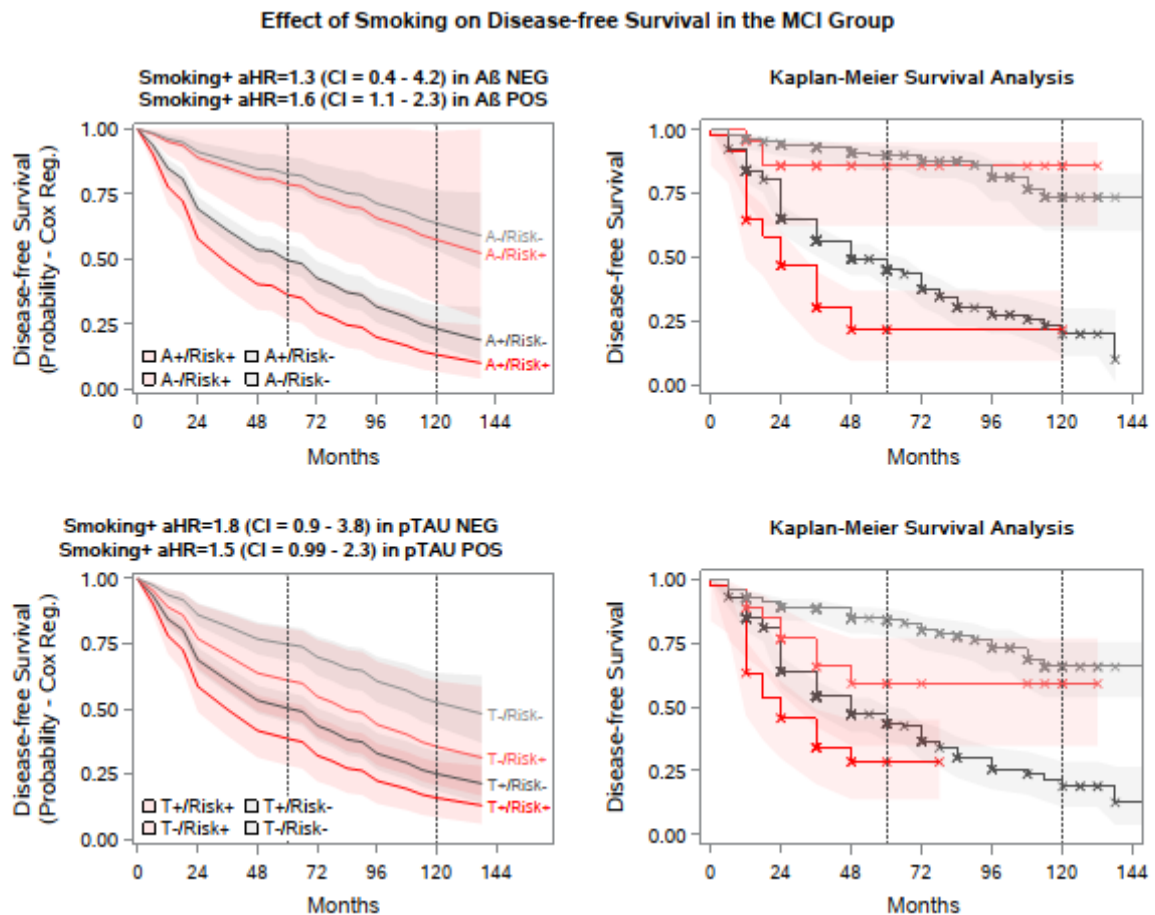 Effect of Smoking on Disease-free Survival in the MCI Group
Smoking+ aHR=1.3 (CI = 0.4 - 4.2) in Aß NEG
Smoking+ aHR=1.6 (CI = 1.1 - 2.3) in Aß POS
Disease-free Survival
(Probability - Cox Reg.)
1.00
0.75
0.50
0.25
0.00
A-/Risk-
A-/Risk+
A+/Risk-
A+/Risk+
A+/Risk+ A+/Risk-
A-/Risk+ A-/Risk-
0 24 48 72 96 120 144
Months
Kaplan-Meier Survival Analysis
Disease-free Survival
1.00
0.75
0.50
0.25
0.00
0 24 48 72 96 120 144
Months
Smoking+ aHR=1.8 (CI = 0.9 - 3.8) in pTAU NEG
Smoking+ aHR=1.5 (CI = 0.99 - 2.3) in pTAU POS
Disease-free Survival
(Probability - Cox Reg.)
1.00
0.75
0.50
0.25
0.00
T-/Risk-
T-/Risk+
T+/Risk-
T+/Risk+
T+/Risk+ T+/Risk-
T-/Risk+ T-/Risk-
0 24 48 72 96 120 144
Months
Kaplan-Meier Survival Analysis
Disease-free Survival
1.00
0.75
0.50
0.25
0.00
0 24 48 72 96 120 144
Months